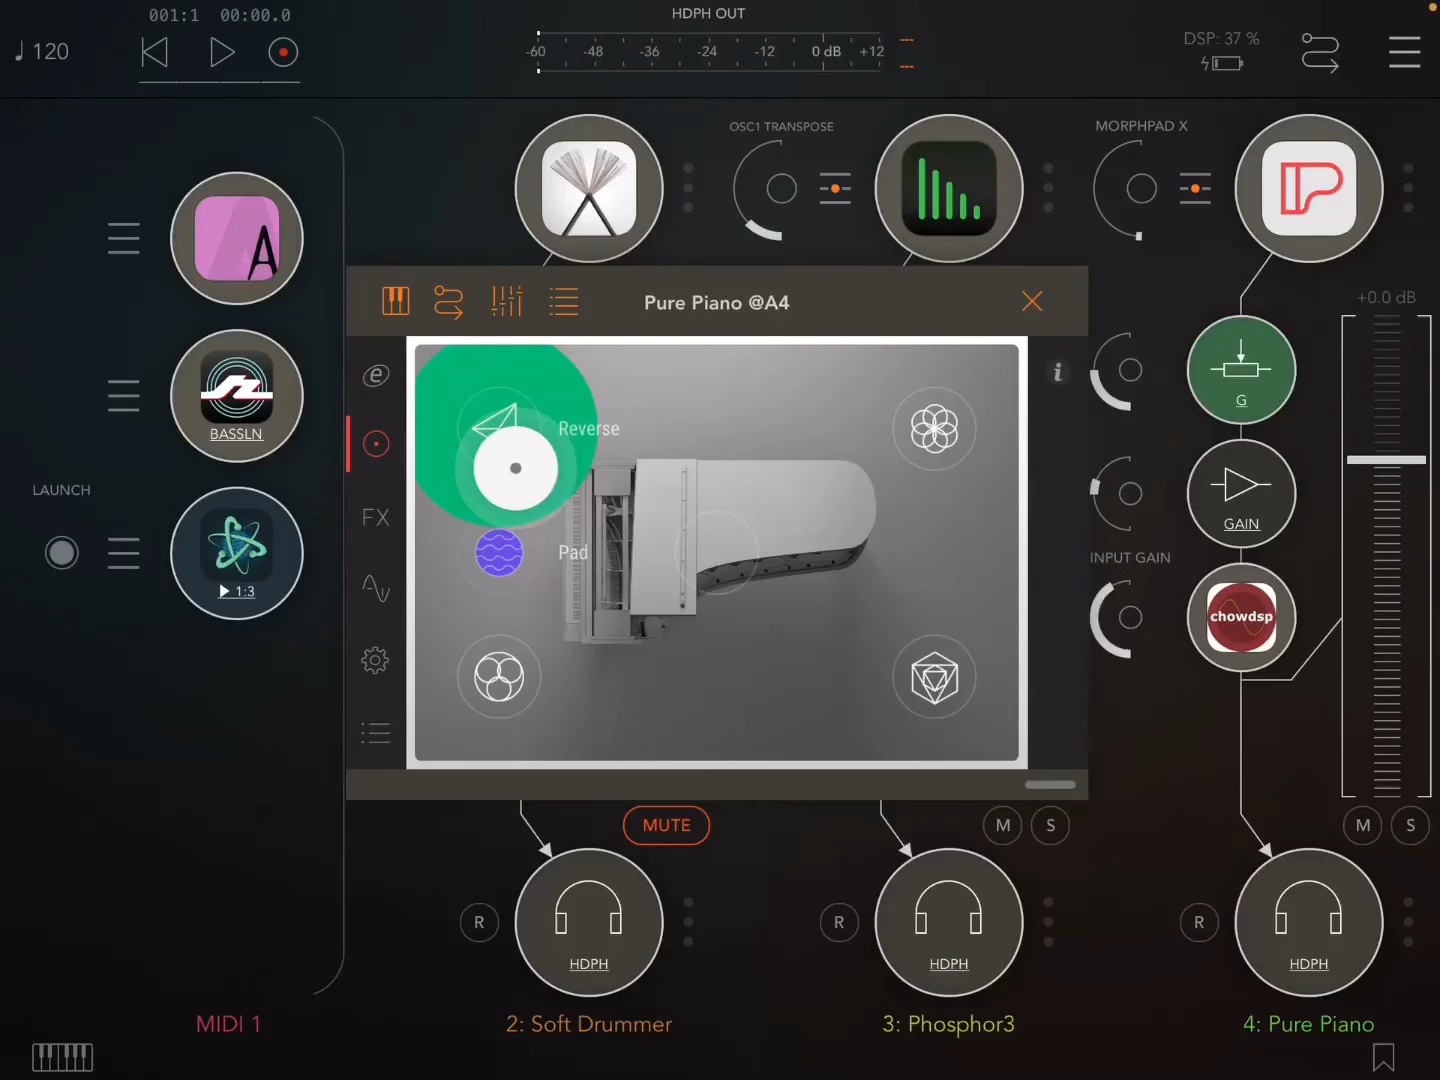 001:1 00:00.0
HDPH OUT
120
-60 -48 -36 -24 -12 0 dB +12
DSP: 37 %
OSC1 TRANSPOSE
MORPHPAD X
A
BASSLN
LAUNCH
1:3
Pure Piano @A4
+0.0 dB
e
i
Reverse
FX
Pad
G
GAIN
INPUT GAIN
chowdsp
MUTE
M S
M S
R
HDPH
R
HDPH
R
HDPH
MIDI 1
2: Soft Drummer
3: Phosphor3
4: Pure Piano